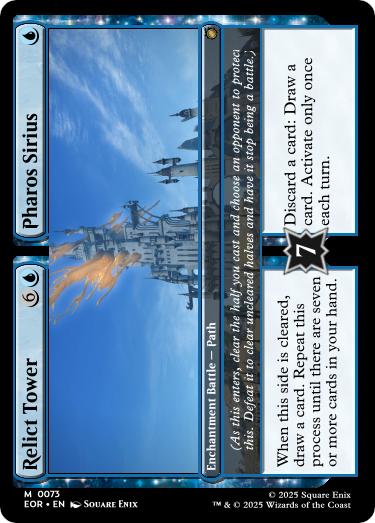 Relict Tower
6
Pharos Sirius
Enchantment Battle — Path
(As this enters, clear the half you cast and choose an opponent to protect
this. Defeat it to clear uncleared halves and have it stop being a battle.)
When this side is cleared,
draw a card. Repeat this
process until there are seven
or more cards in your hand.
7
Discard a card: Draw a
card. Activate only once
each turn.
M 0073
EOR • EN SQUARE ENIX
© 2025 Square Enix
™ & © 2025 Wizards of the Coast